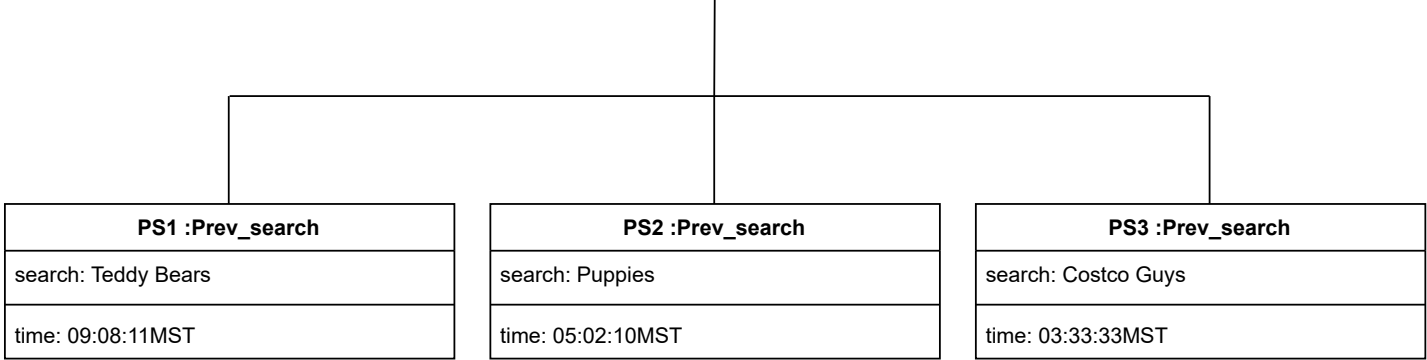 PS1 :Prev_search
search: Teddy Bears
time: 09:08:11MST
PS2 :Prev_search
search: Puppies
time: 05:02:10MST
PS3 :Prev_search
search: Costco Guys
time: 03:33:33MST